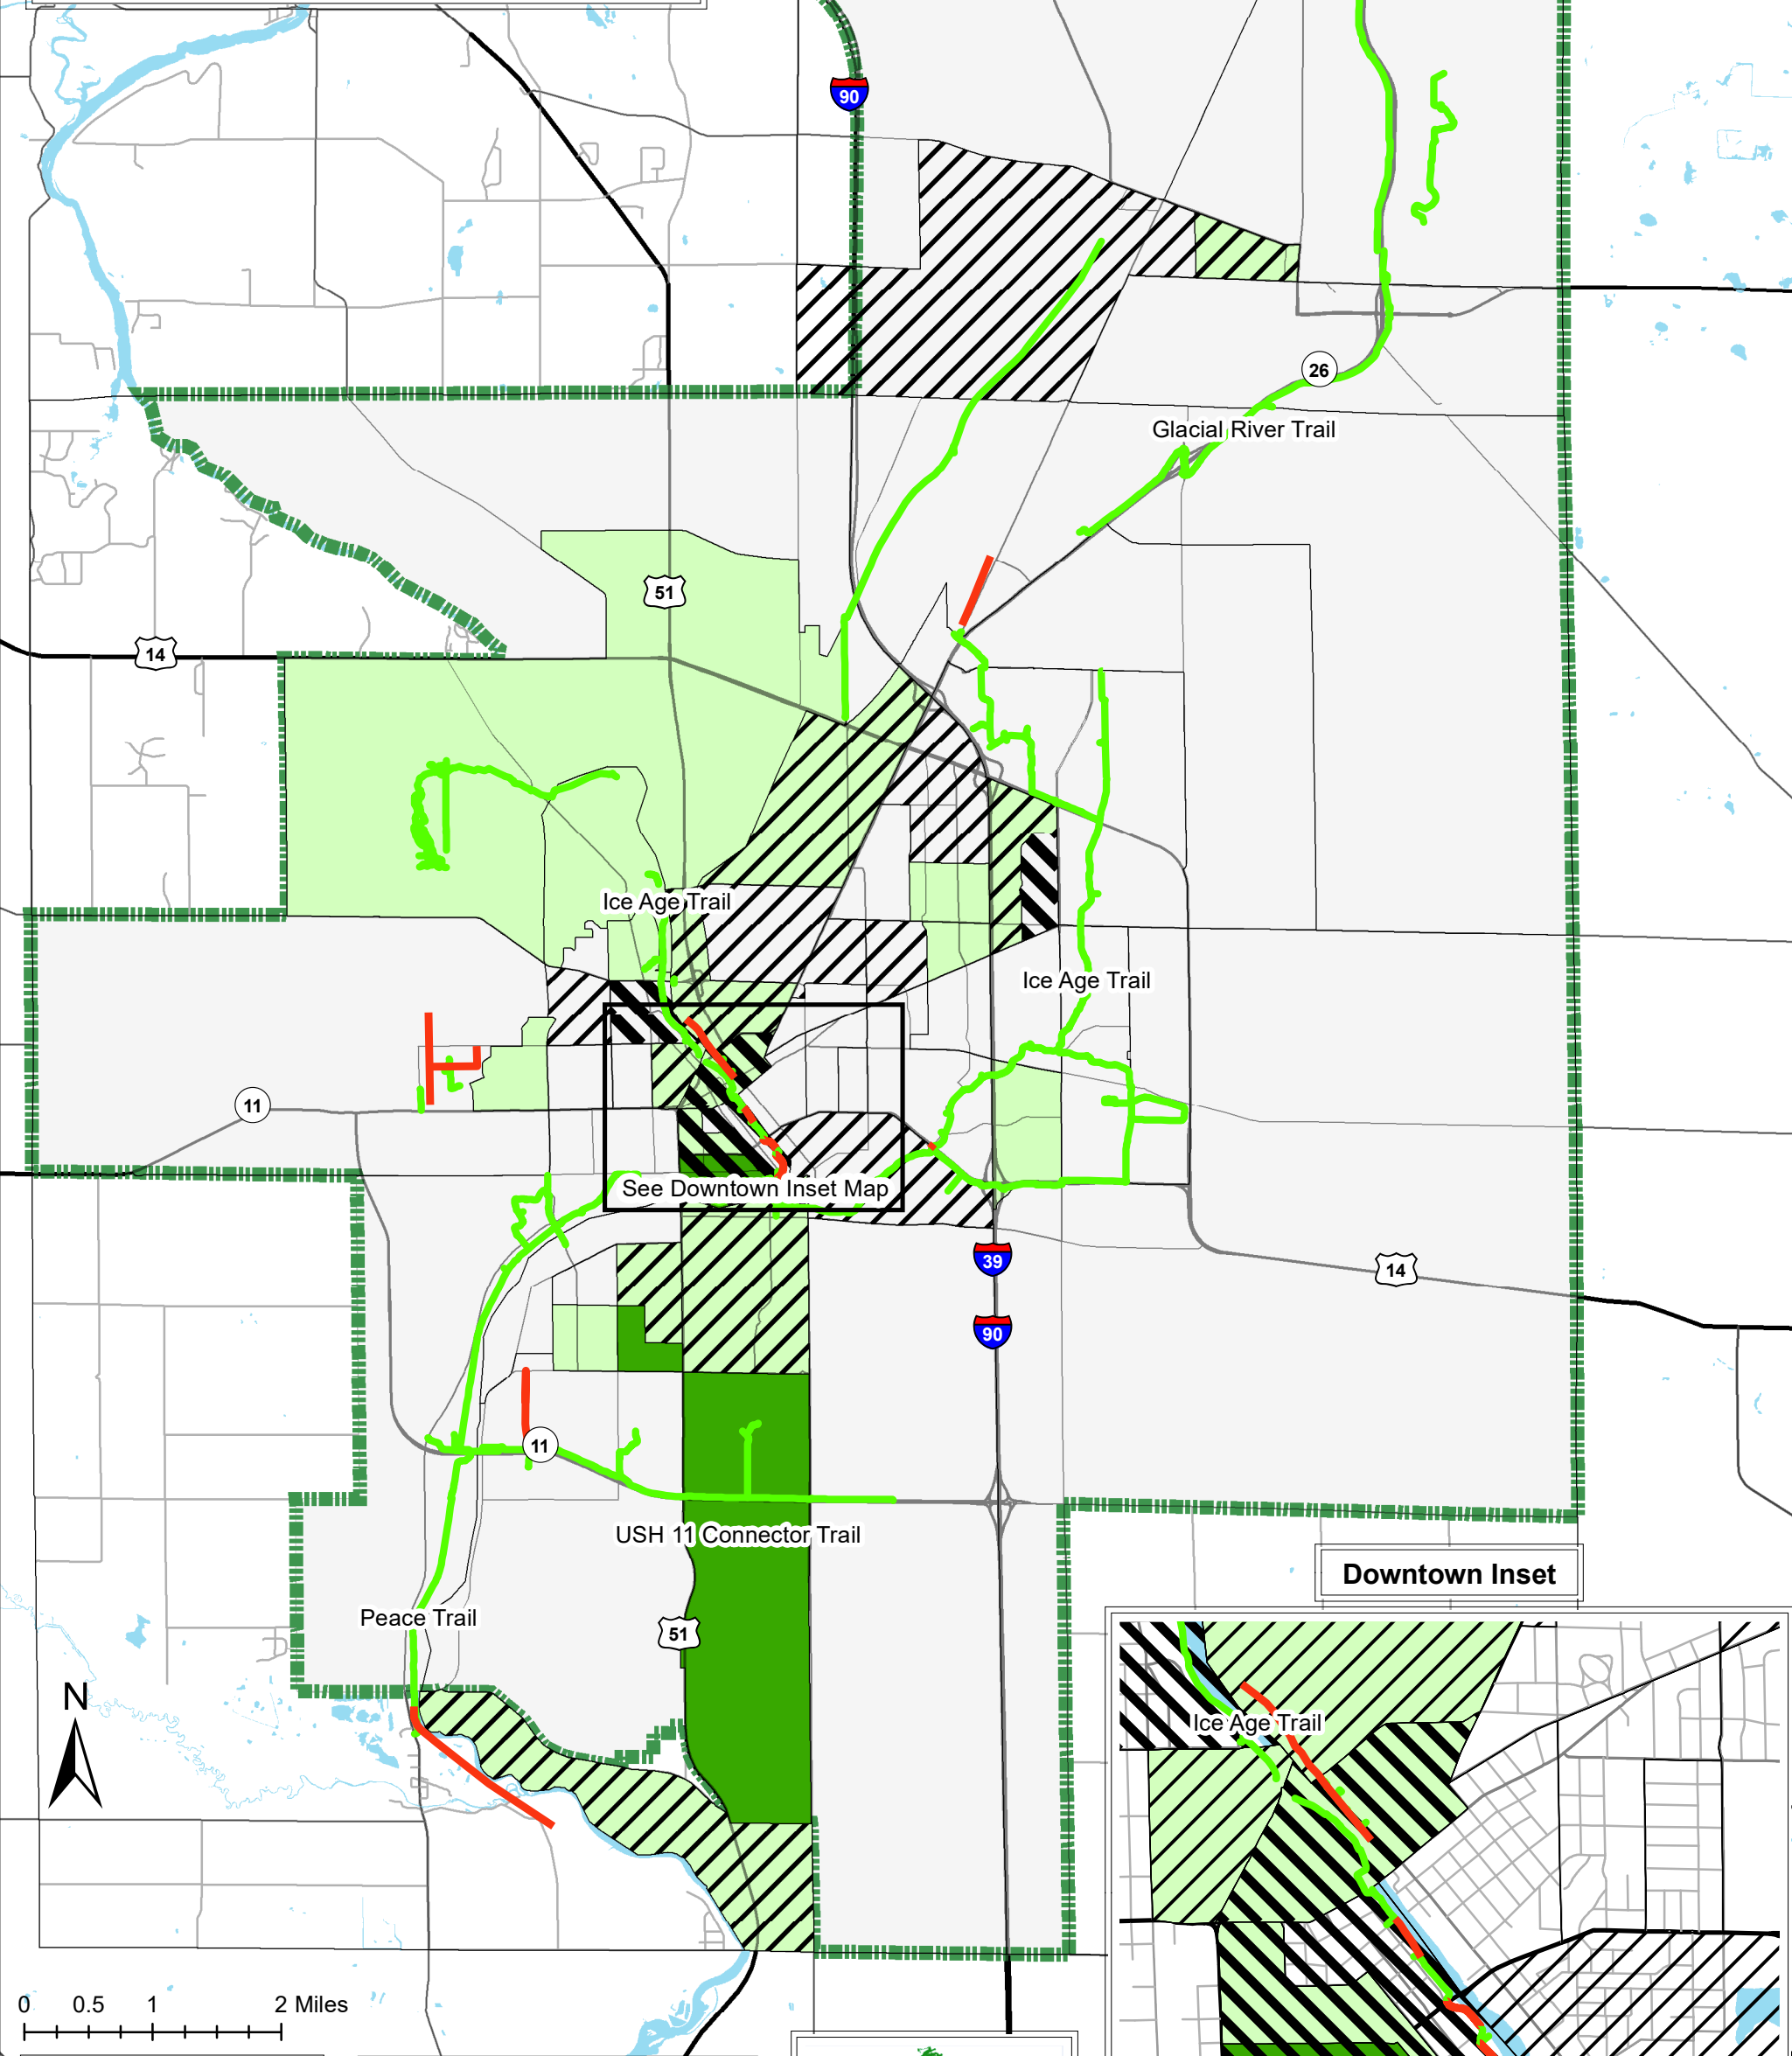 90
26
Glacial River Trail
51
14
Ice Age Trail
Ice Age Trail
11
See Downtown Inset Map
39
14
90
11
USH 11 Connector Trail
Downtown Inset
Peace Trail
51
N
Ice Age Trail
0 0.5 1 2 Miles